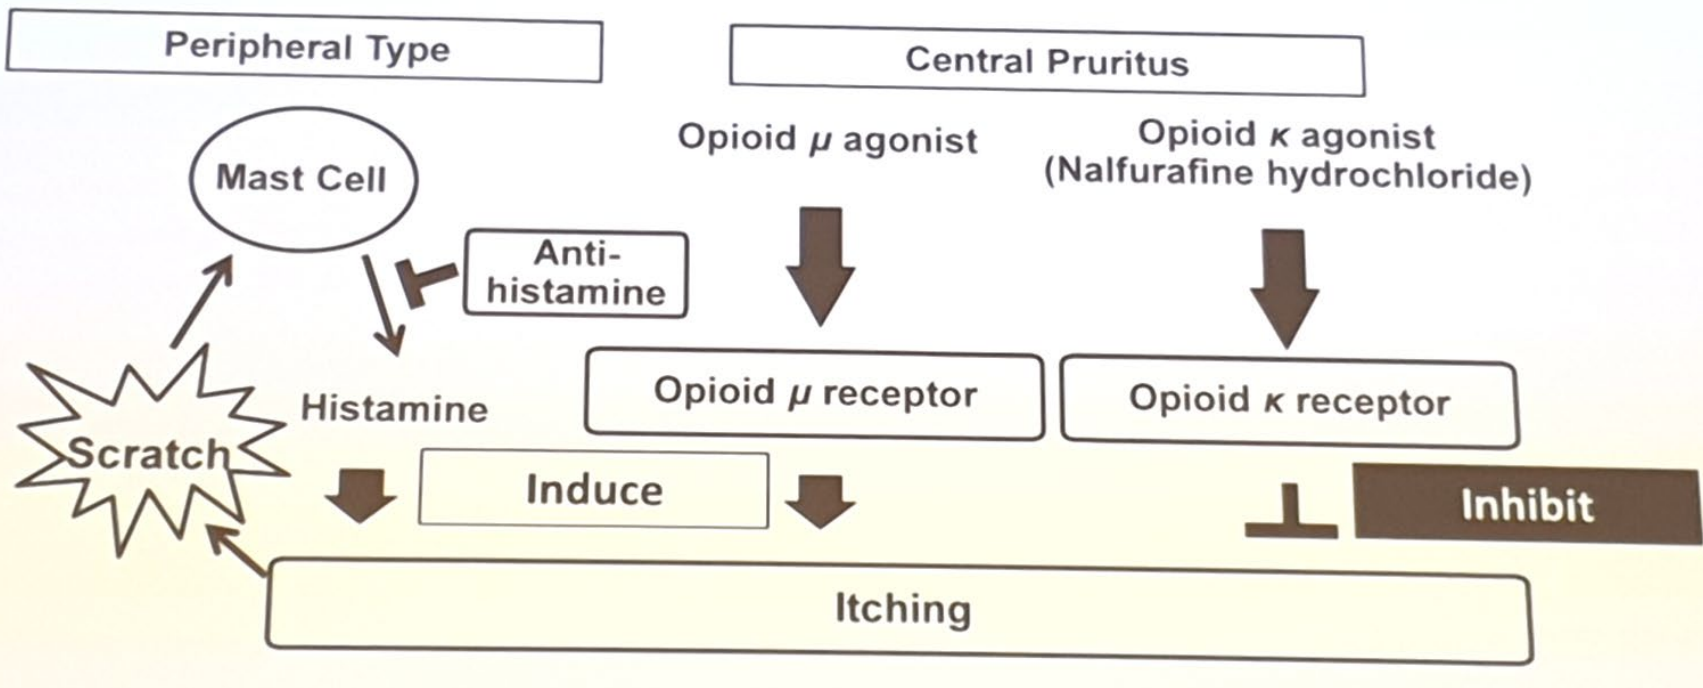 Peripheral Type
Central Pruritus
Mast Cell
Opioid μ agonist
Opioid κ agonist
(Nalfurafine hydrochloride)
Anti-
histamine
Opioid μ receptor
Opioid κ receptor
Histamine
Scratch
Induce
Inhibit
Itching